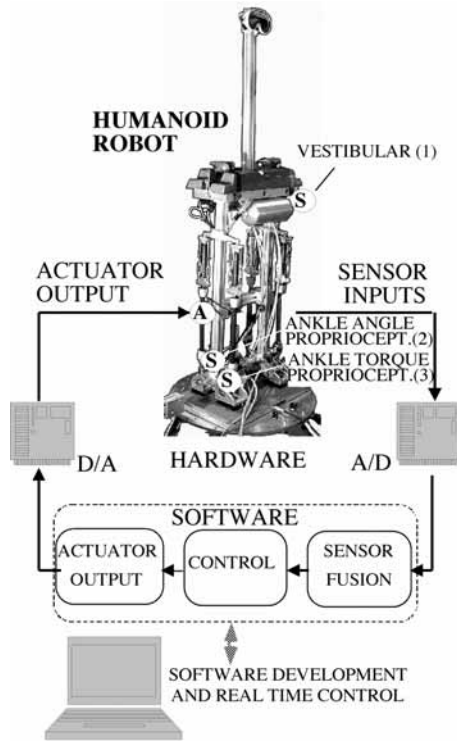 HUMANOID
ROBOT
VESTIBULAR (1)
S
ACTUATOR
OUTPUT
SENSOR
INPUTS
A
ANKLE ANGLE
PROPRIOCEPT.(2)
S
ANKLE TORQUE
PROPRIOCEPT.(3)
S
D/A
HARDWARE
A/D
SOFTWARE
ACTUATOR
OUTPUT
CONTROL
SENSOR
FUSION
SOFTWARE DEVELOPMENT
AND REAL TIME CONTROL